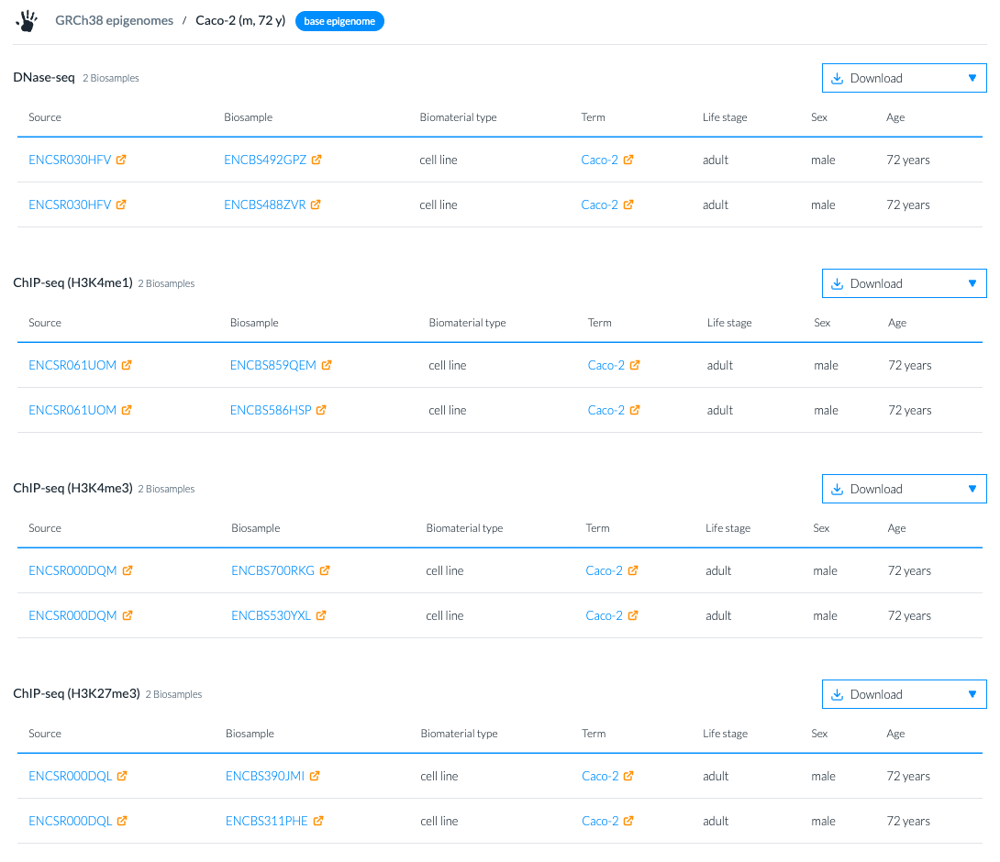 GRCh38 epigenomes / Caco-2 (m, 72 y) base epigenome
DNase-seq 2 Biosamples Download
Source Biosample Biomaterial type Term Life stage Sex Age
ENCSR030HFV ENCBS492GPZ cell line Caco-2 adult male 72 years
ENCSR030HFV ENCBS488ZVR cell line Caco-2 adult male 72 years
ChIP-seq (H3K4me1) 2 Biosamples Download
Source Biosample Biomaterial type Term Life stage Sex Age
ENCSR061UOM ENCBS859QEM cell line Caco-2 adult male 72 years
ENCSR061UOM ENCBS586HSP cell line Caco-2 adult male 72 years
ChIP-seq (H3K4me3) 2 Biosamples Download
Source Biosample Biomaterial type Term Life stage Sex Age
ENCSR000DQM ENCBS700RKG cell line Caco-2 adult male 72 years
ENCSR000DQM ENCBS530YXL cell line Caco-2 adult male 72 years
ChIP-seq (H3K27me3) 2 Biosamples Download
Source Biosample Biomaterial type Term Life stage Sex Age
ENCSR000DQL ENCBS390JMI cell line Caco-2 adult male 72 years
ENCSR000DQL ENCBS311PHE cell line Caco-2 adult male 72 years